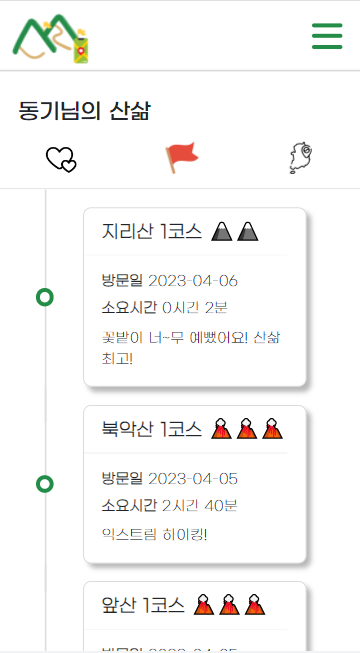 동기님의 산삶
지리산 1코스
방문일 2023-04-06
소요시간 0시간 2분
꽃밭이 너~무 예뻤어요! 산삶
최고!
북악산 1코스
방문일 2023-04-05
소요시간 2시간 40분
익스트림 히이킹!
앞산 1코스